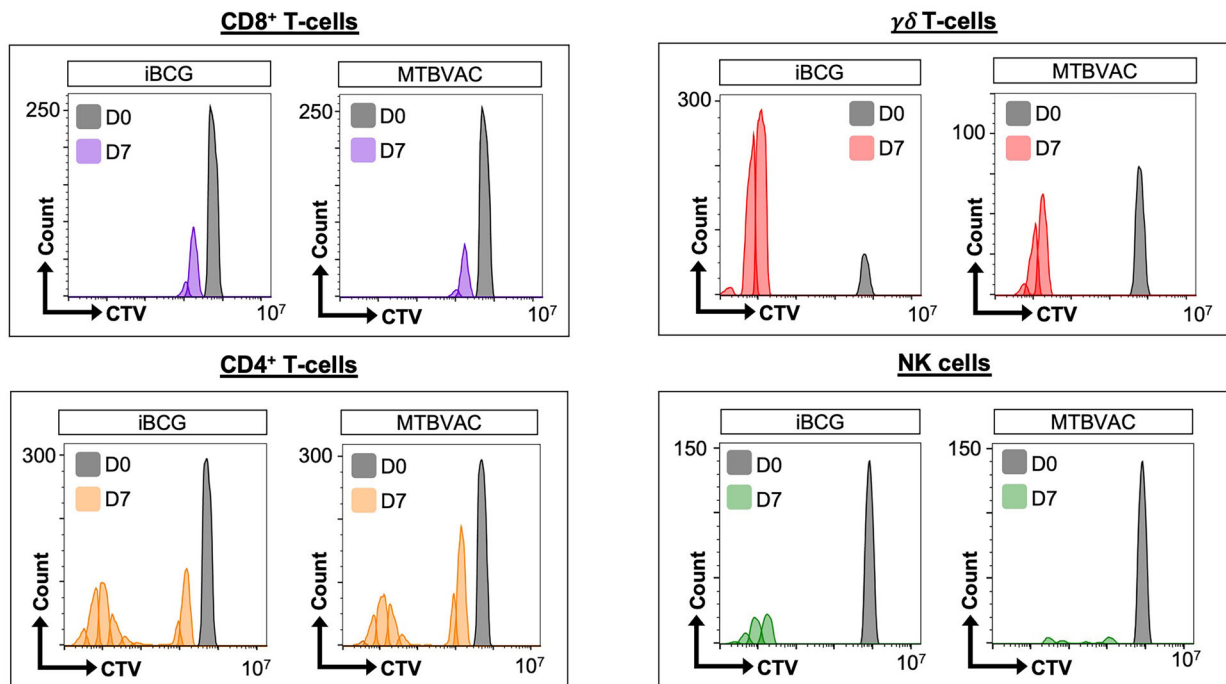 CD8⁺ T-cells
iBCG
250
D0
D7
Count
CTV
10⁷
MTBVAC
250
D0
D7
Count
CTV
10⁷
γδ T-cells
iBCG
300
D0
D7
Count
CTV
10⁷
MTBVAC
100
D0
D7
Count
CTV
10⁷
CD4⁺ T-cells
iBCG
300
D0
D7
Count
CTV
10⁷
MTBVAC
300
D0
D7
Count
CTV
10⁷
NK cells
iBCG
150
D0
D7
Count
CTV
10⁷
MTBVAC
150
D0
D7
Count
CTV
10⁷